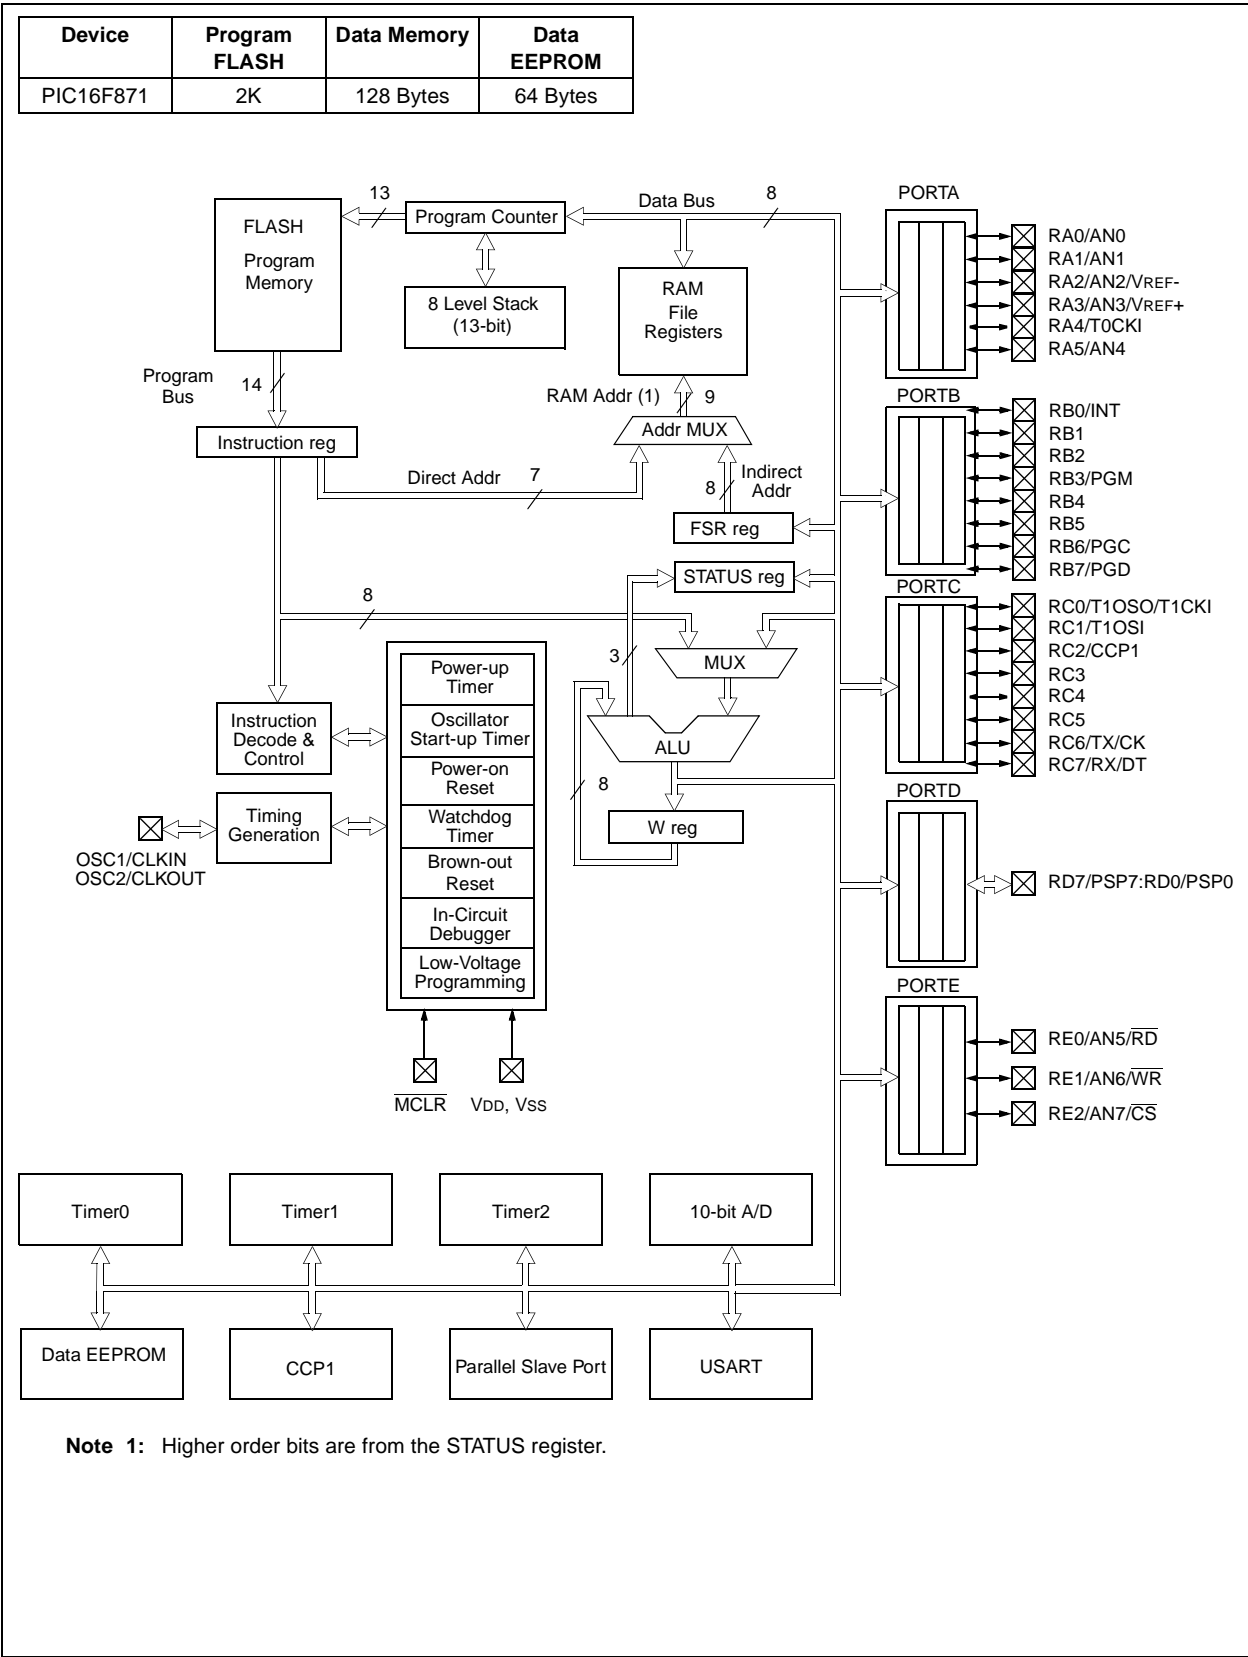 Device Program FLASH Data Memory Data EEPROM
PIC16F871 2K 128 Bytes 64 Bytes
13
Data Bus
8
PORTA
FLASH
Program
Memory
Program Counter
8 Level Stack
(13-bit)
RAM
File
Registers
RA0/AN0
RA1/AN1
RA2/AN2/VREF-
RA3/AN3/VREF+
RA4/T0CKI
RA5/AN4
Program
Bus
14
RAM Addr (1)
9
PORTB
Addr MUX
Instruction reg
Direct Addr
7
8
Indirect
Addr
FSR reg
STATUS reg
RB0/INT
RB1
RB2
RB3/PGM
RB4
RB5
RB6/PGC
RB7/PGD
PORTC
8
3
MUX
ALU
8
W reg
RC0/T1OSO/T1CKI
RC1/T1OSI
RC2/CCP1
RC3
RC4
RC5
RC6/TX/CK
RC7/RX/DT
Power-up
Timer
Oscillator
Start-up Timer
Power-on
Reset
Watchdog
Timer
Brown-out
Reset
In-Circuit
Debugger
Low-Voltage
Programming
Instruction
Decode &
Control
Timing
Generation
OSC1/CLKIN
OSC2/CLKOUT
PORTD
RD7/PSP7:RD0/PSP0
PORTE
RE0/AN5/R̅D̅
RE1/AN6/W̅R̅
RE2/AN7/C̅S̅
M̅C̅L̅R̅
VDD, VSS
Timer0
Timer1
Timer2
10-bit A/D
Data EEPROM
CCP1
Parallel Slave Port
USART
Note 1: Higher order bits are from the STATUS register.